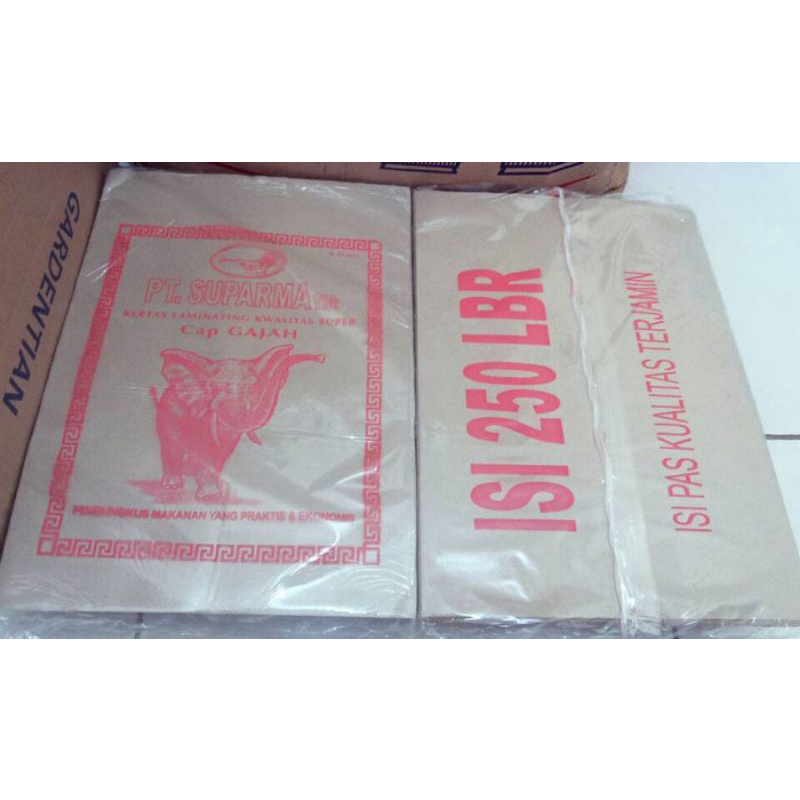 GARDENTIAN
PT. SUPARMA Tbk
KERTAS LAMINATING KWALITAS SUPER
Cap GAJAH
PEMBUNGKUS MAKANAN YANG PRAKTIS & EKONOMIS
ISI 250 LBR
ISI PAS KUALITAS TERJAMIN